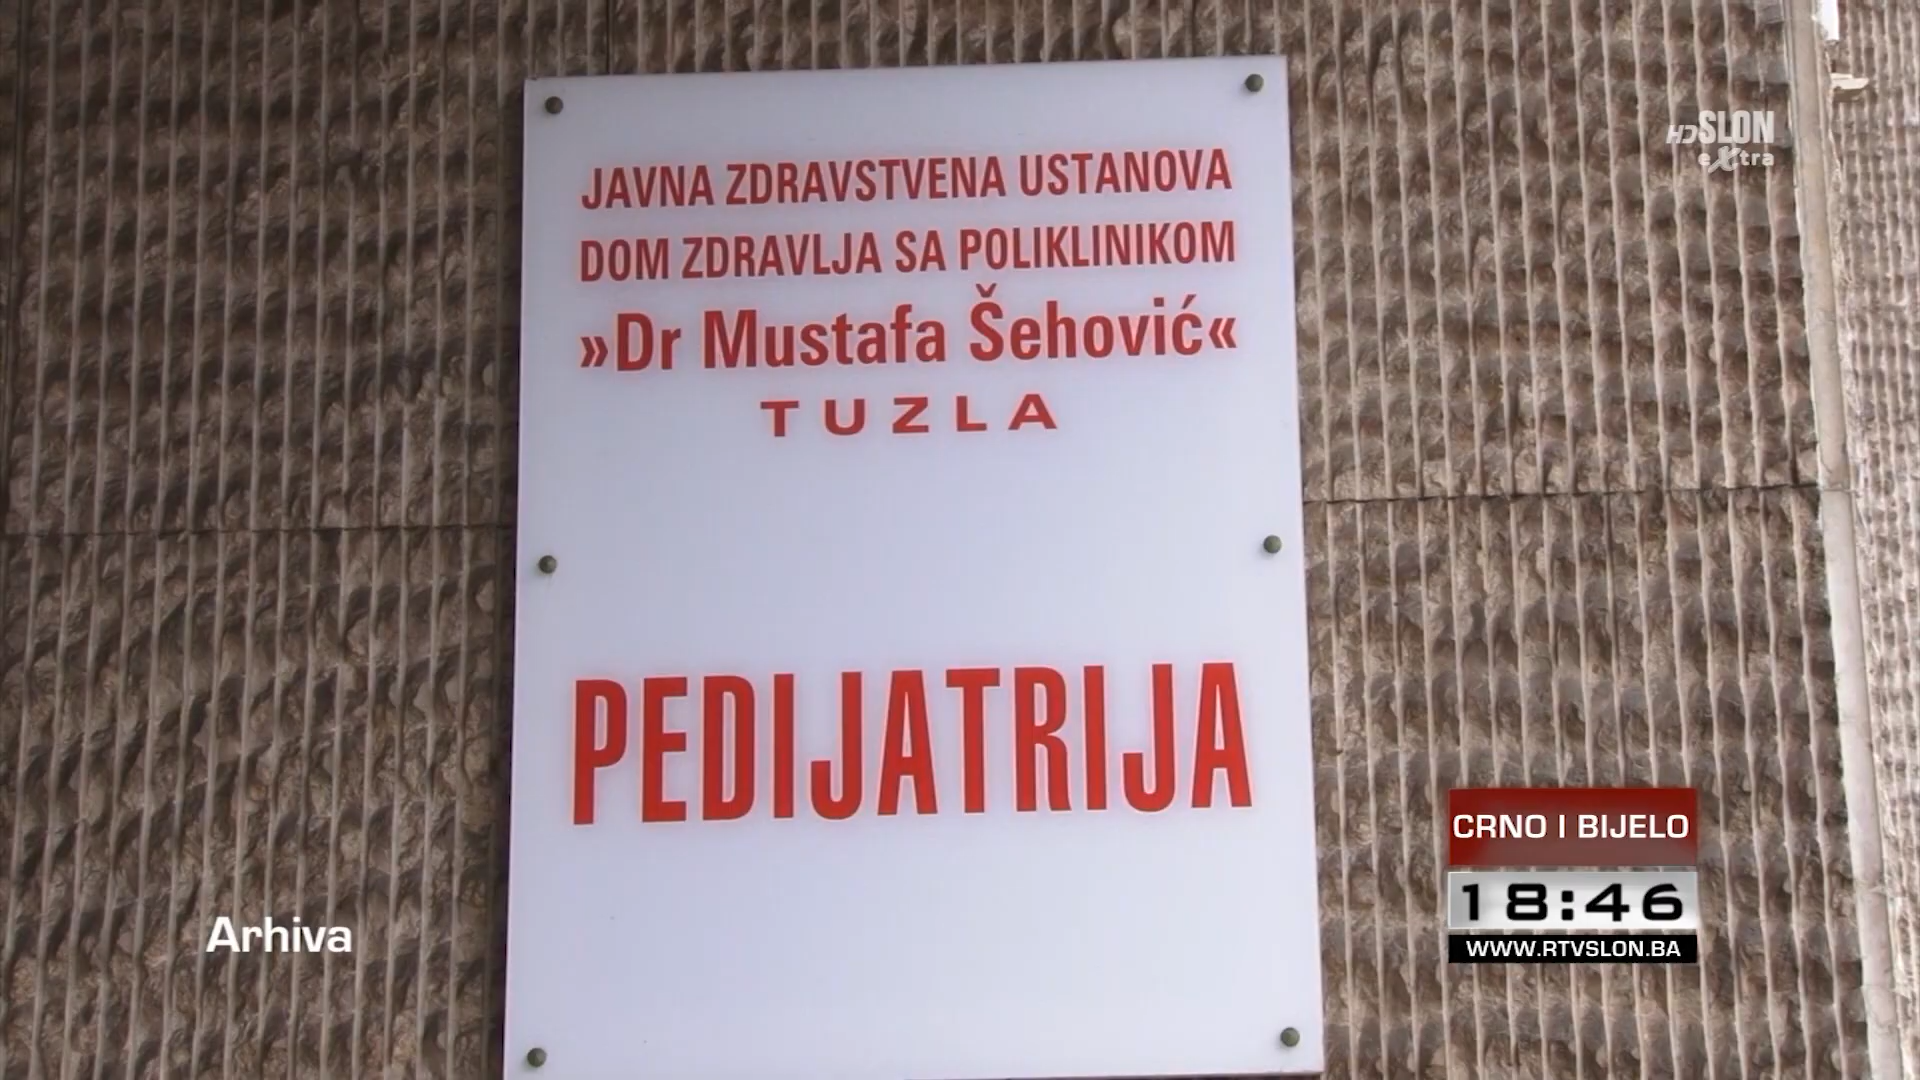 JAVNA ZDRAVSTVENA USTANOVA
DOM ZDRAVLJA SA POLIKLINIKOM
»Dr Mustafa Šehović«
TUZLA
PEDIJATRIJA
HD SLON
extra
Arhiva
CRNO I BIJELO
18:46
WWW.RTVSLON.BA